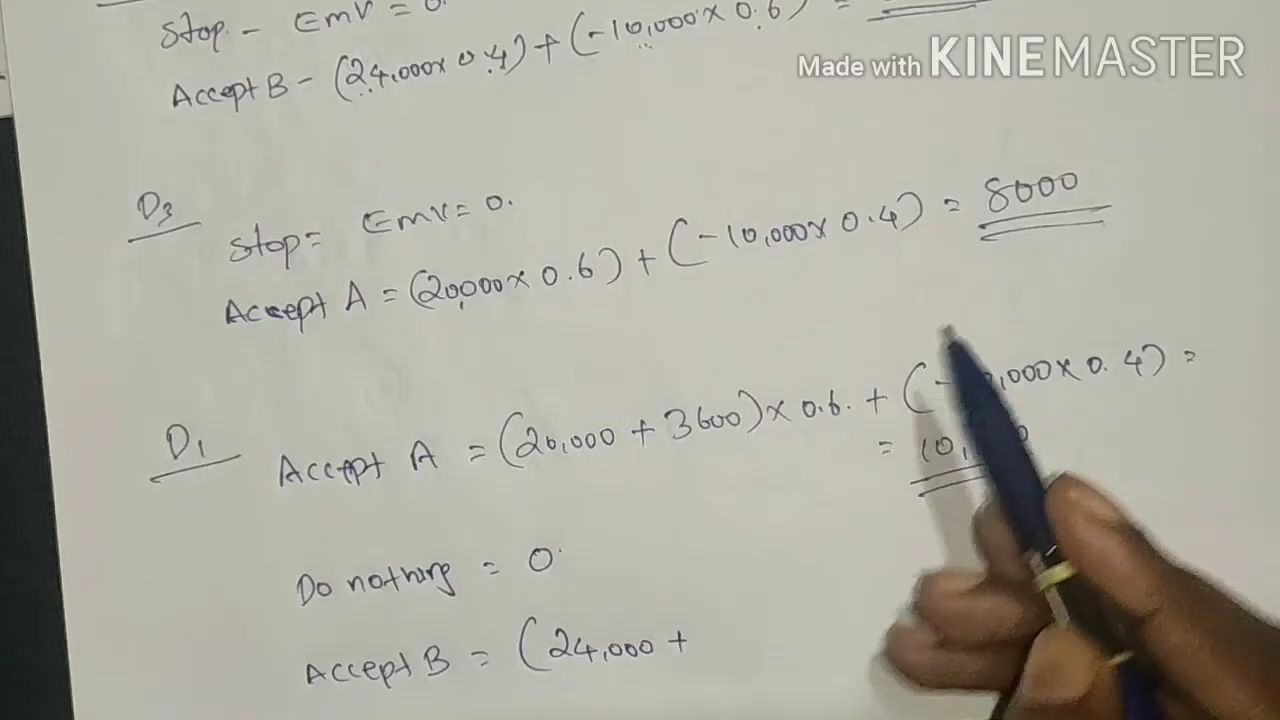 Stop - EMV = 0.
Accept B - (24,000 x 0.4) + (-10,000 x 0.6) =
Made with KINEMASTER
D3
Stop = EMV = 0.
Accept A = (20,000 x 0.6) + (-10,000 x 0.4) = 8000
D1
Accept A = (20,000 + 3600) x 0.6. + (- ,000 x 0.4) =
= 10,
Do nothing = 0
Accept B = (24,000 +